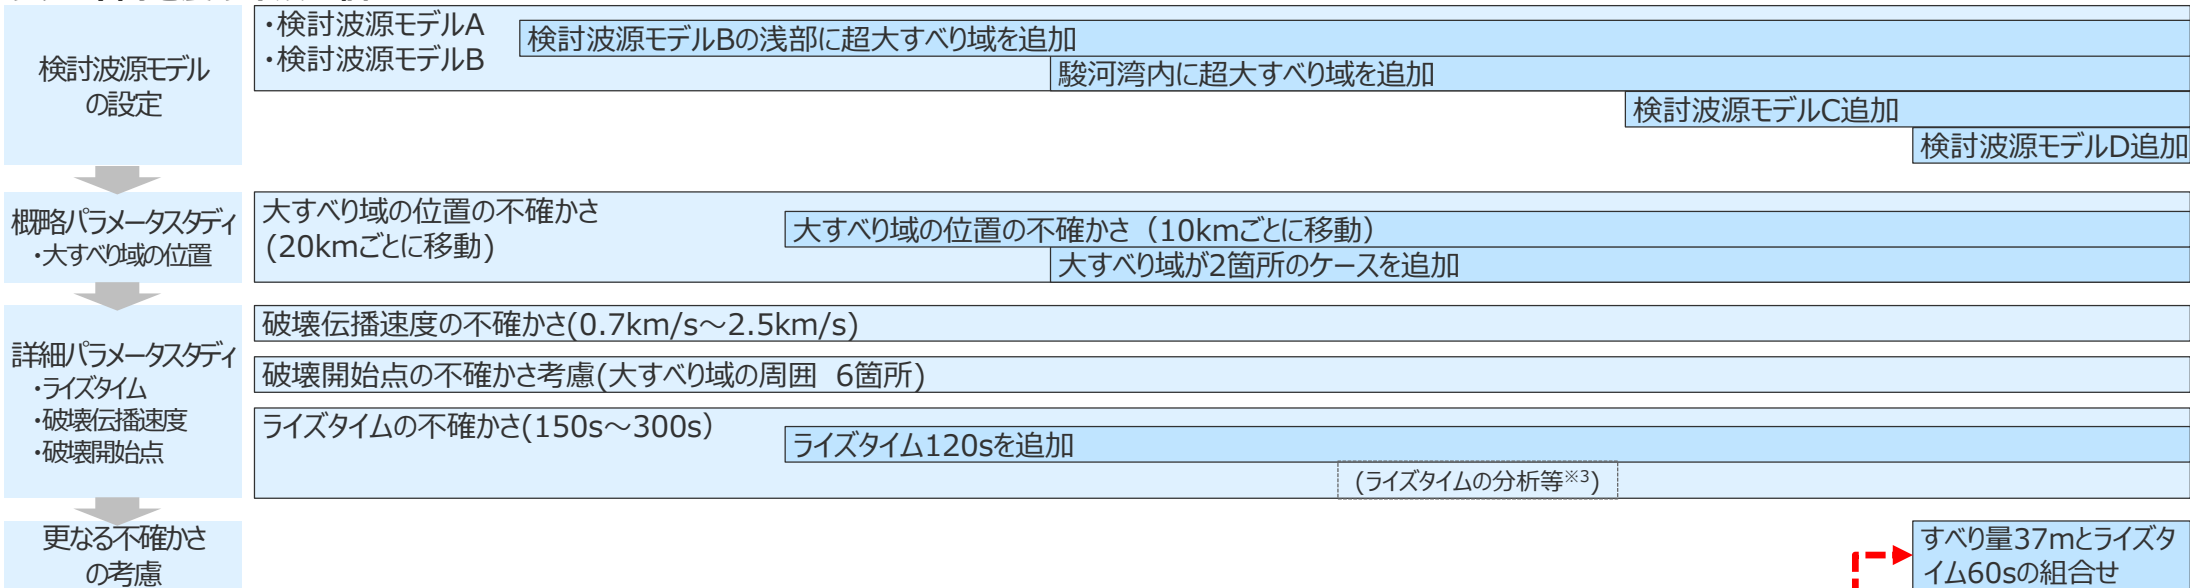 検討波源モデル
の設定
・検討波源モデルA
・検討波源モデルB
検討波源モデルBの浅部に超大すべり域を追加
駿河湾内に超大すべり域を追加
検討波源モデルC追加
検討波源モデルD追加
概略パラメータスタディ
・大すべり域の位置
大すべり域の位置の不確かさ
(20kmごとに移動)
大すべり域の位置の不確かさ（10kmごとに移動）
大すべり域が2箇所のケースを追加
詳細パラメータスタディ
・ライズタイム
・破壊伝播速度
・破壊開始点
破壊伝播速度の不確かさ(0.7km/s～2.5km/s)
破壊開始点の不確かさ考慮(大すべり域の周囲 6箇所)
ライズタイムの不確かさ(150s～300s）
ライズタイム120sを追加
(ライズタイムの分析等※3)
更なる不確かさ
の考慮
すべり量37mとライズタ
イム60sの組合せ